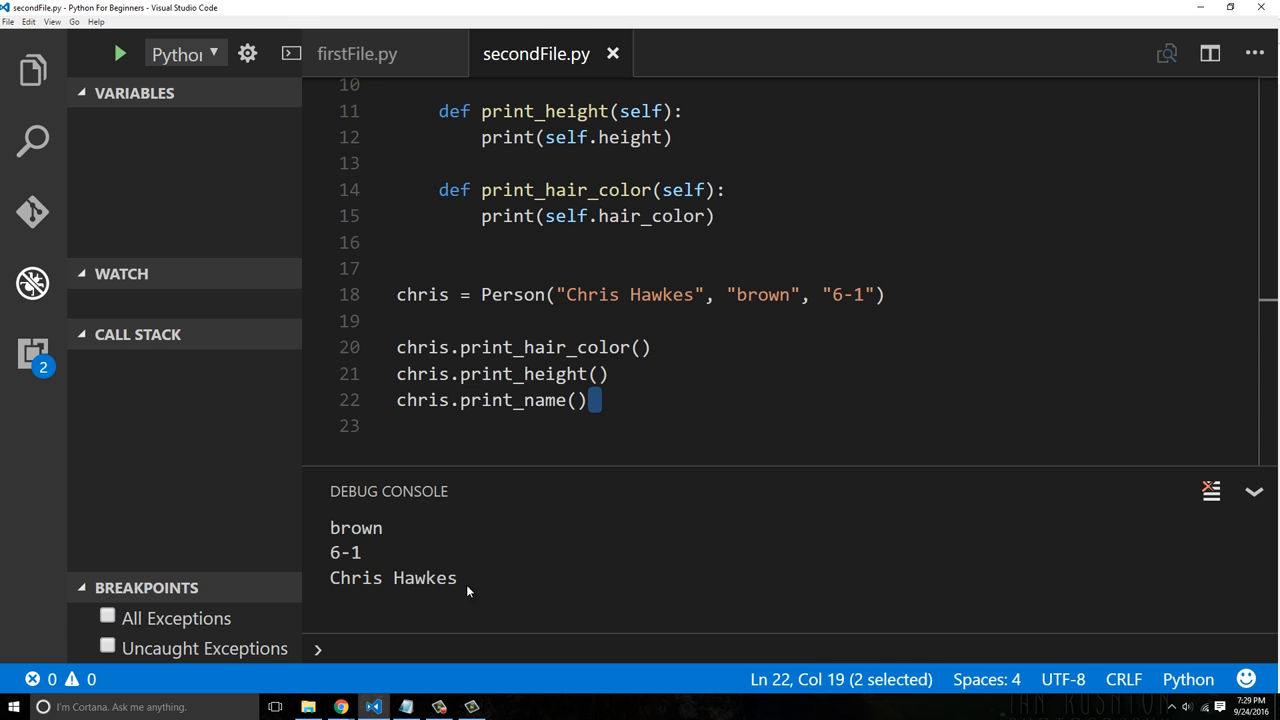 secondFile.py - Python For Beginners - Visual Studio Code
File Edit View Go Help
Python
firstFile.py
secondFile.py
VARIABLES
WATCH
CALL STACK
2
BREAKPOINTS
All Exceptions
Uncaught Exceptions
10
11 def print_height(self):
12 print(self.height)
13
14 def print_hair_color(self):
15 print(self.hair_color)
16
17
18 chris = Person("Chris Hawkes", "brown", "6-1")
19
20 chris.print_hair_color()
21 chris.print_height()
22 chris.print_name()
23
DEBUG CONSOLE
brown
6-1
Chris Hawkes
0 0 Ln 22, Col 19 (2 selected) Spaces: 4 UTF-8 CRLF Python
I'm Cortana. Ask me anything.
7:29 PM
9/24/2016